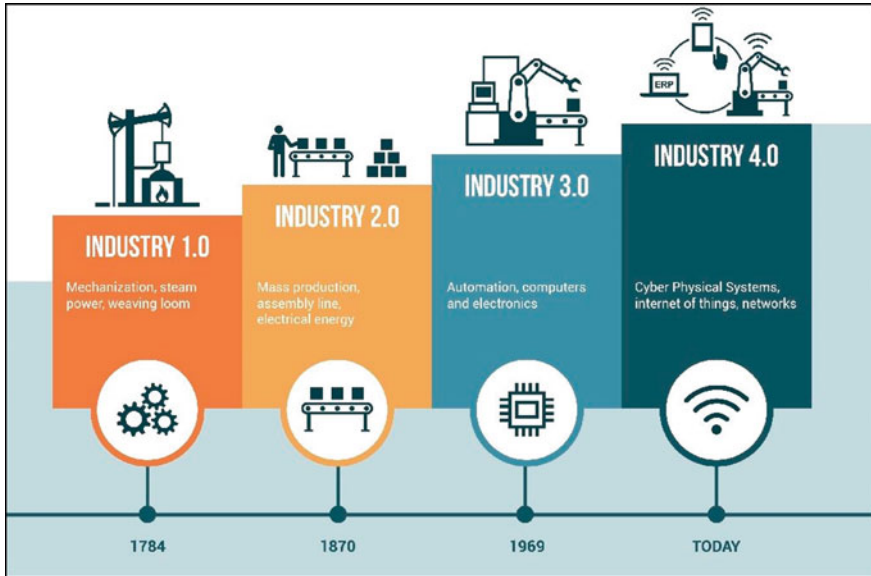 ERP
INDUSTRY 1.0
Mechanization, steam
power, weaving loom
INDUSTRY 2.0
Mass production,
assembly line,
electrical energy
INDUSTRY 3.0
Automation, computers
and electronics
INDUSTRY 4.0
Cyber Physical Systems,
internet of things, networks
1784
1870
1969
TODAY